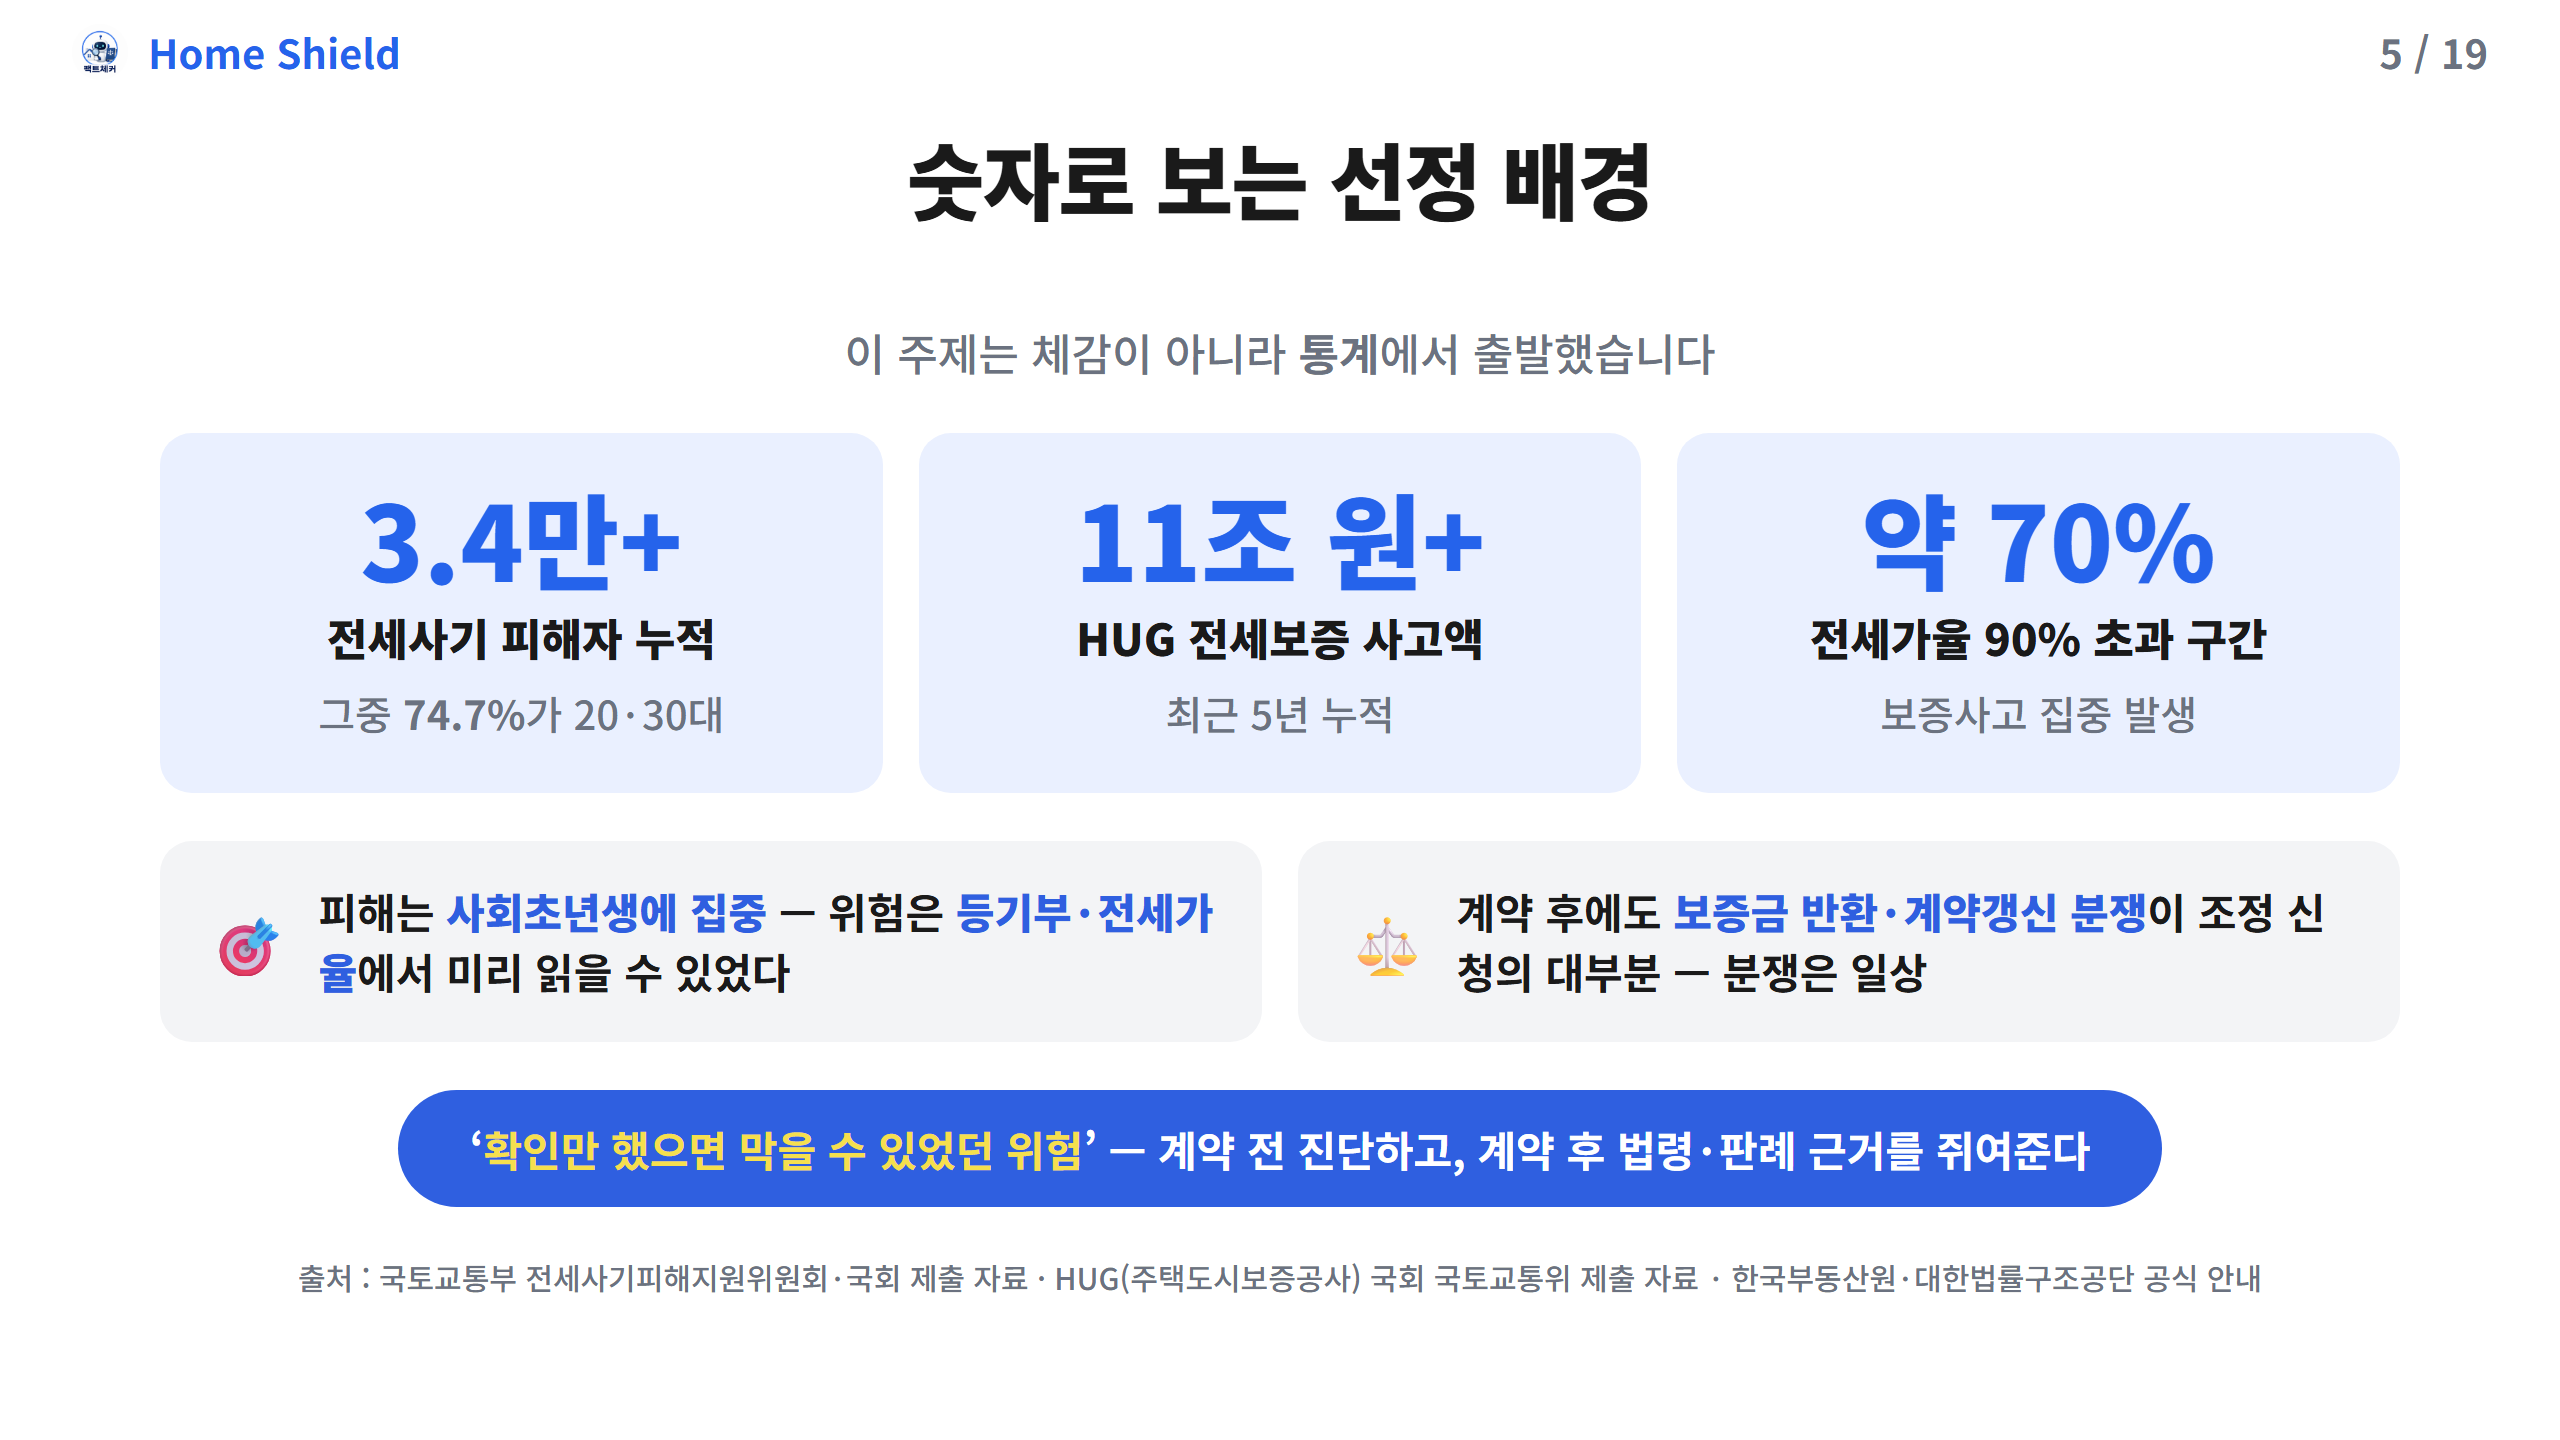 팩트체커
Home Shield
5 / 19
숫자로 보는 선정 배경
이 주제는 체감이 아니라 통계에서 출발했습니다
3.4만+
전세사기 피해자 누적
그중 74.7%가 20·30대
11조 원+
HUG 전세보증 사고액
최근 5년 누적
약 70%
전세가율 90% 초과 구간
보증사고 집중 발생
피해는 사회초년생에 집중 — 위험은 등기부·전세가
율에서 미리 읽을 수 있었다
계약 후에도 보증금 반환·계약갱신 분쟁이 조정 신
청의 대부분 — 분쟁은 일상
‘확인만 했으면 막을 수 있었던 위험’ — 계약 전 진단하고, 계약 후 법령·판례 근거를 쥐여준다
출처 : 국토교통부 전세사기피해지원위원회·국회 제출 자료 · HUG(주택도시보증공사) 국회 국토교통위 제출 자료 · 한국부동산원·대한법률구조공단 공식 안내